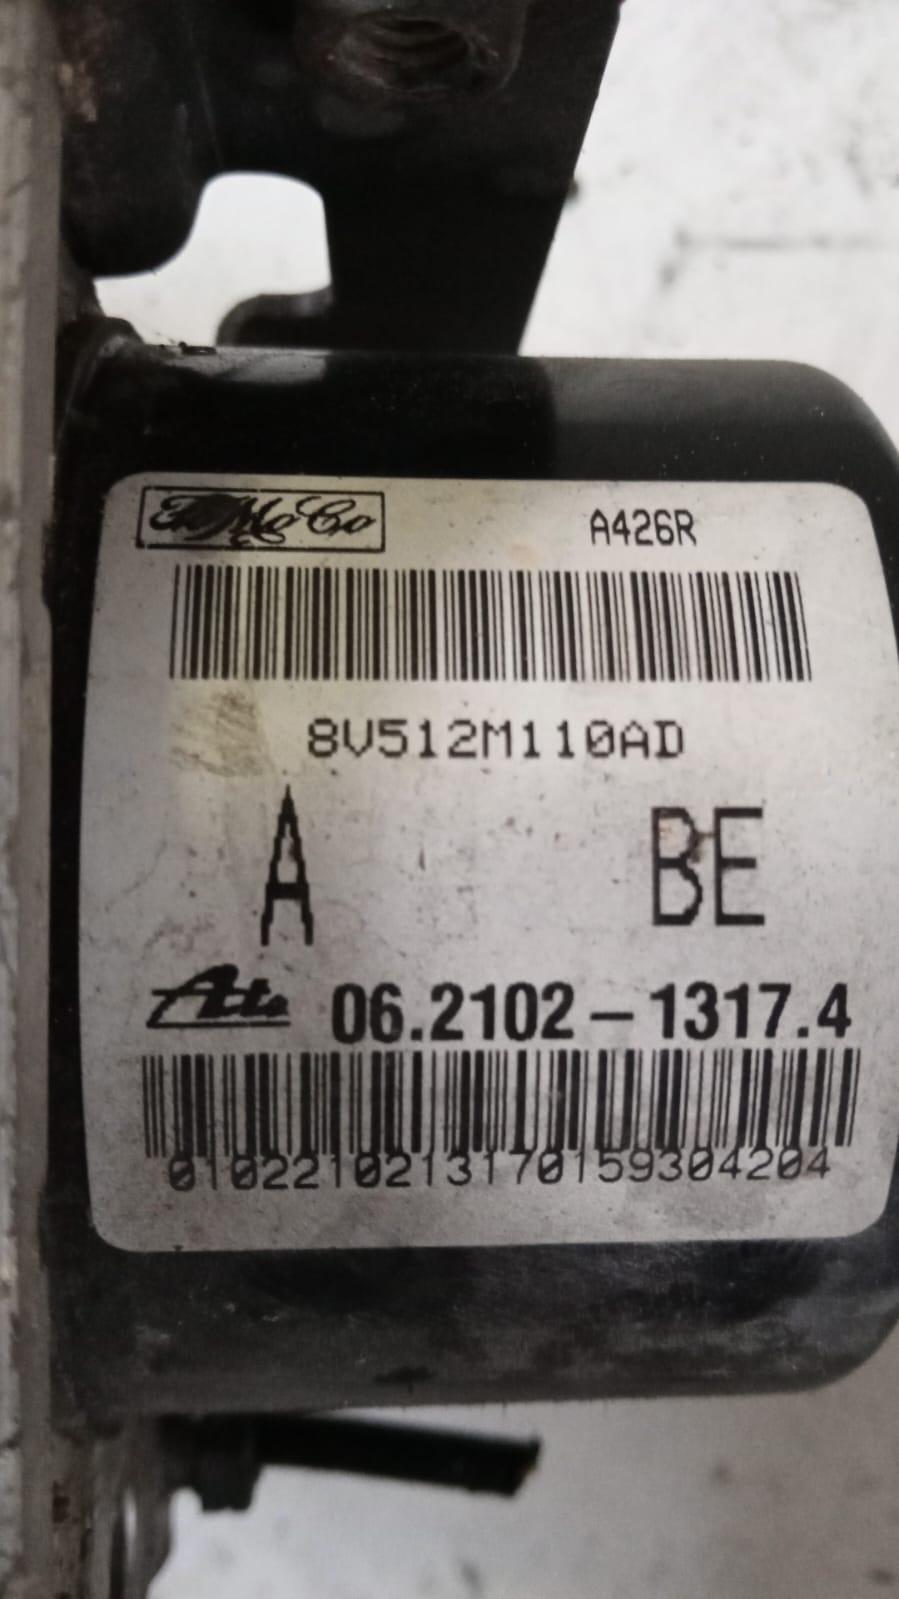 FoMoCo A426R
8V512M110AD
A BE
Ate 06.2102-1317.4
0102210213170159304204